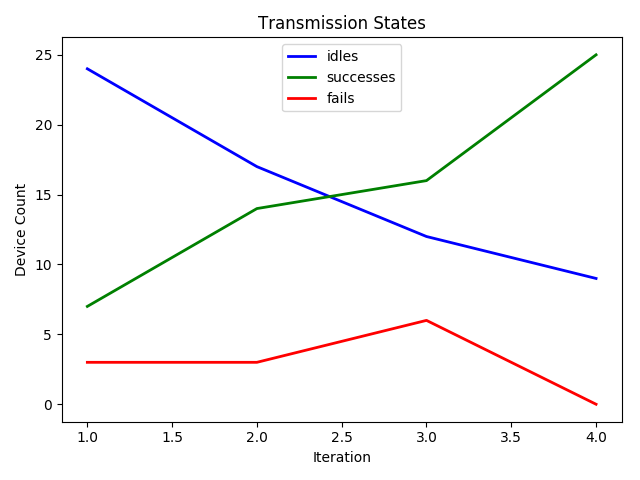 Transmission States
idles
successes
fails
Device Count
25
20
15
10
5
0
1.0 1.5 2.0 2.5 3.0 3.5 4.0
Iteration